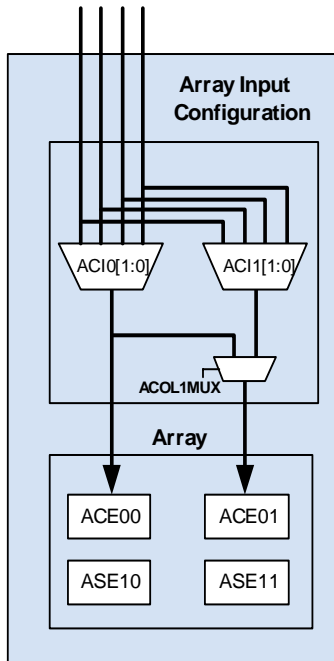 Array Input
Configuration
ACI0[1:0]
ACI1[1:0]
ACOL1MUX
Array
ACE00
ACE01
ASE10
ASE11